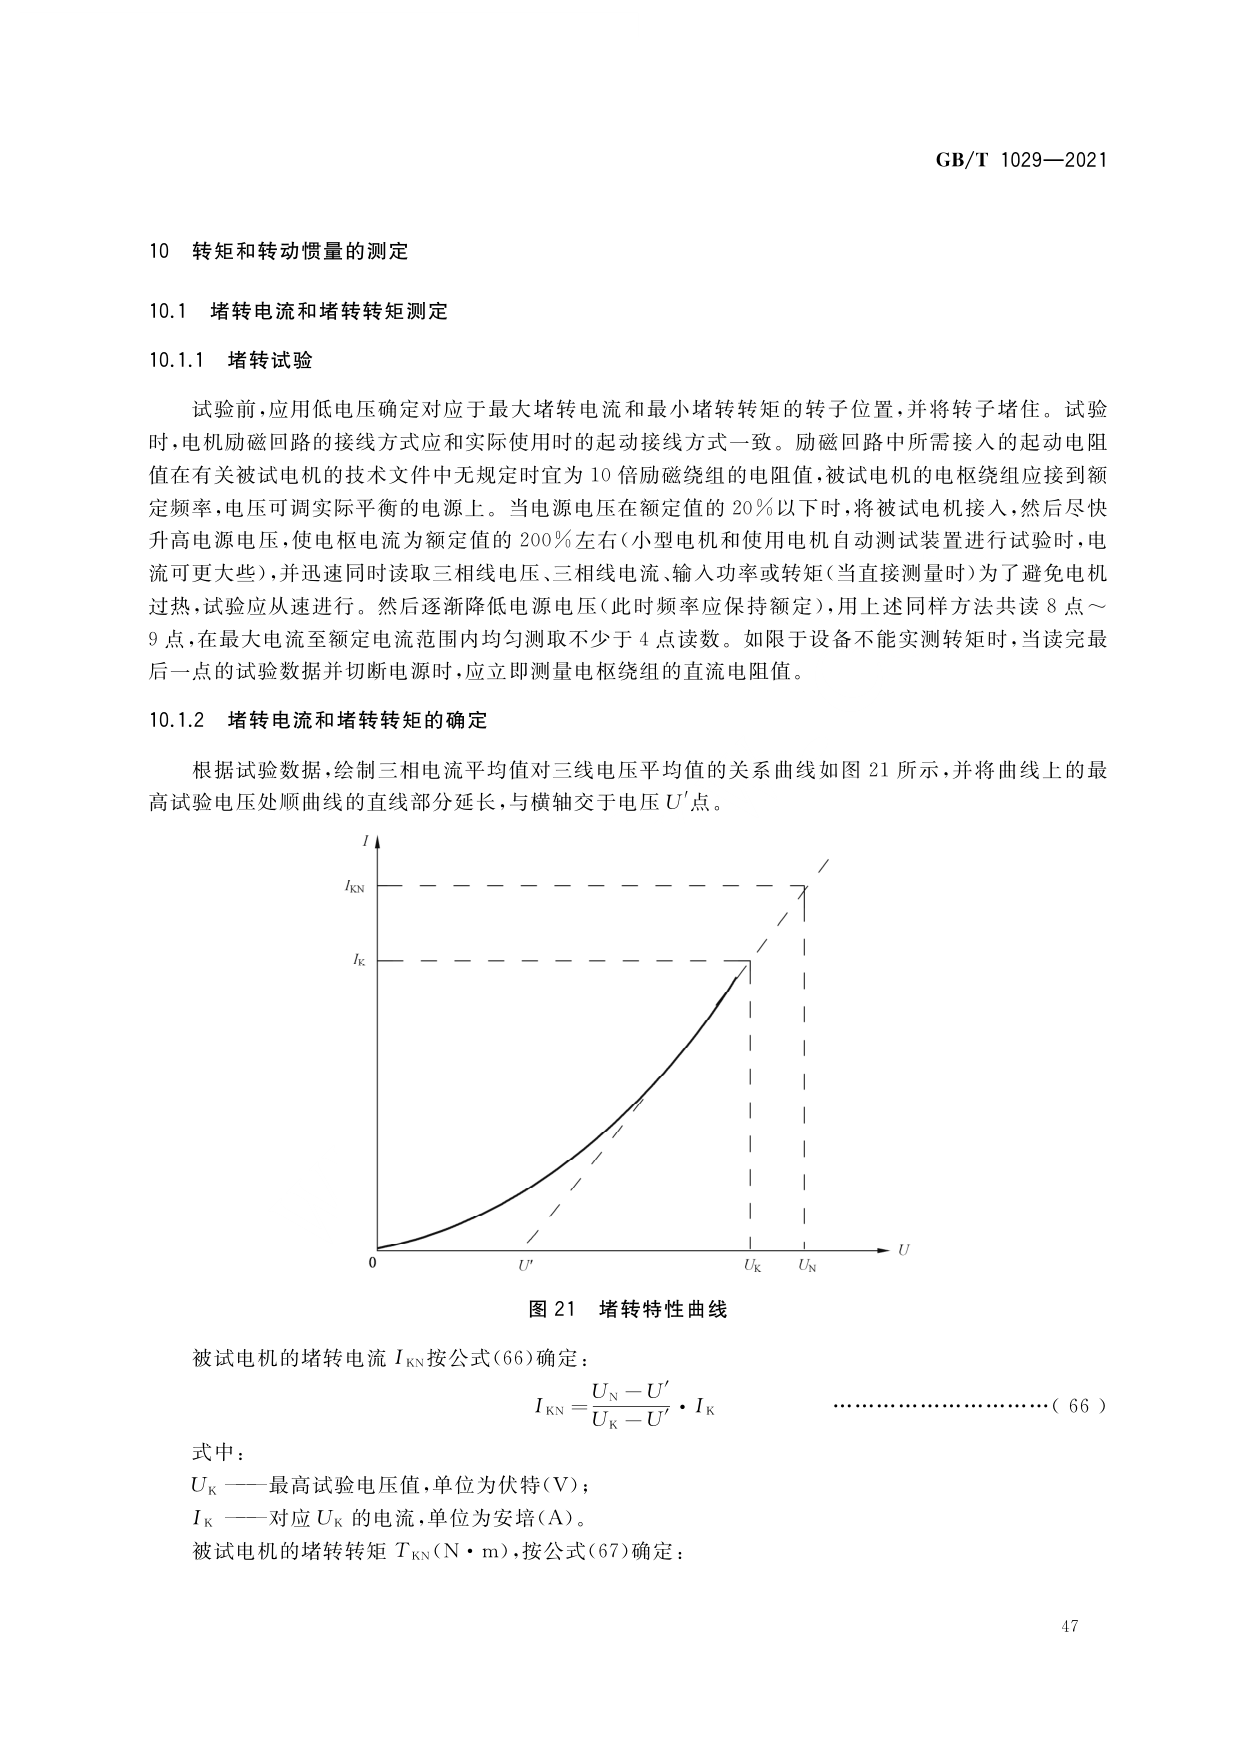 GB/T 1029—2021
10 转矩和转动惯量的测定
10.1 堵转电流和堵转转矩测定
10.1.1 堵转试验
试验前,应用低电压确定对应于最大堵转电流和最小堵转转矩的转子位置,并将转子堵住。试验
时,电机励磁回路的接线方式应和实际使用时的起动接线方式一致。励磁回路中所需接入的起动电阻
值在有关被试电机的技术文件中无规定时宜为 10 倍励磁绕组的电阻值,被试电机的电枢绕组应接到额
定频率,电压可调实际平衡的电源上。当电源电压在额定值的 20%以下时,将被试电机接入,然后尽快
升高电源电压,使电枢电流为额定值的 200%左右(小型电机和使用电机自动测试装置进行试验时,电
流可更大些),并迅速同时读取三相线电压、三相线电流、输入功率或转矩(当直接测量时)为了避免电机
过热,试验应从速进行。然后逐渐降低电源电压(此时频率应保持额定),用上述同样方法共读 8 点～
9 点,在最大电流至额定电流范围内均匀测取不少于 4 点读数。如限于设备不能实测转矩时,当读完最
后一点的试验数据并切断电源时,应立即测量电枢绕组的直流电阻值。
10.1.2 堵转电流和堵转转矩的确定
根据试验数据,绘制三相电流平均值对三线电压平均值的关系曲线如图 21 所示,并将曲线上的最
高试验电压处顺曲线的直线部分延长,与横轴交于电压 U′点。
I
I_KN
I_K
0
U′
U_K
U_N
U
图 21 堵转特性曲线
被试电机的堵转电流 I_KN按公式(66)确定:
I_KN = (U_N − U′)/(U_K − U′) · I_K …………………………( 66 )
式中:
U_K ——最高试验电压值,单位为伏特(V);
I_K ——对应 U_K 的电流,单位为安培(A)。
被试电机的堵转转矩 T_KN(N·m),按公式(67)确定:
47